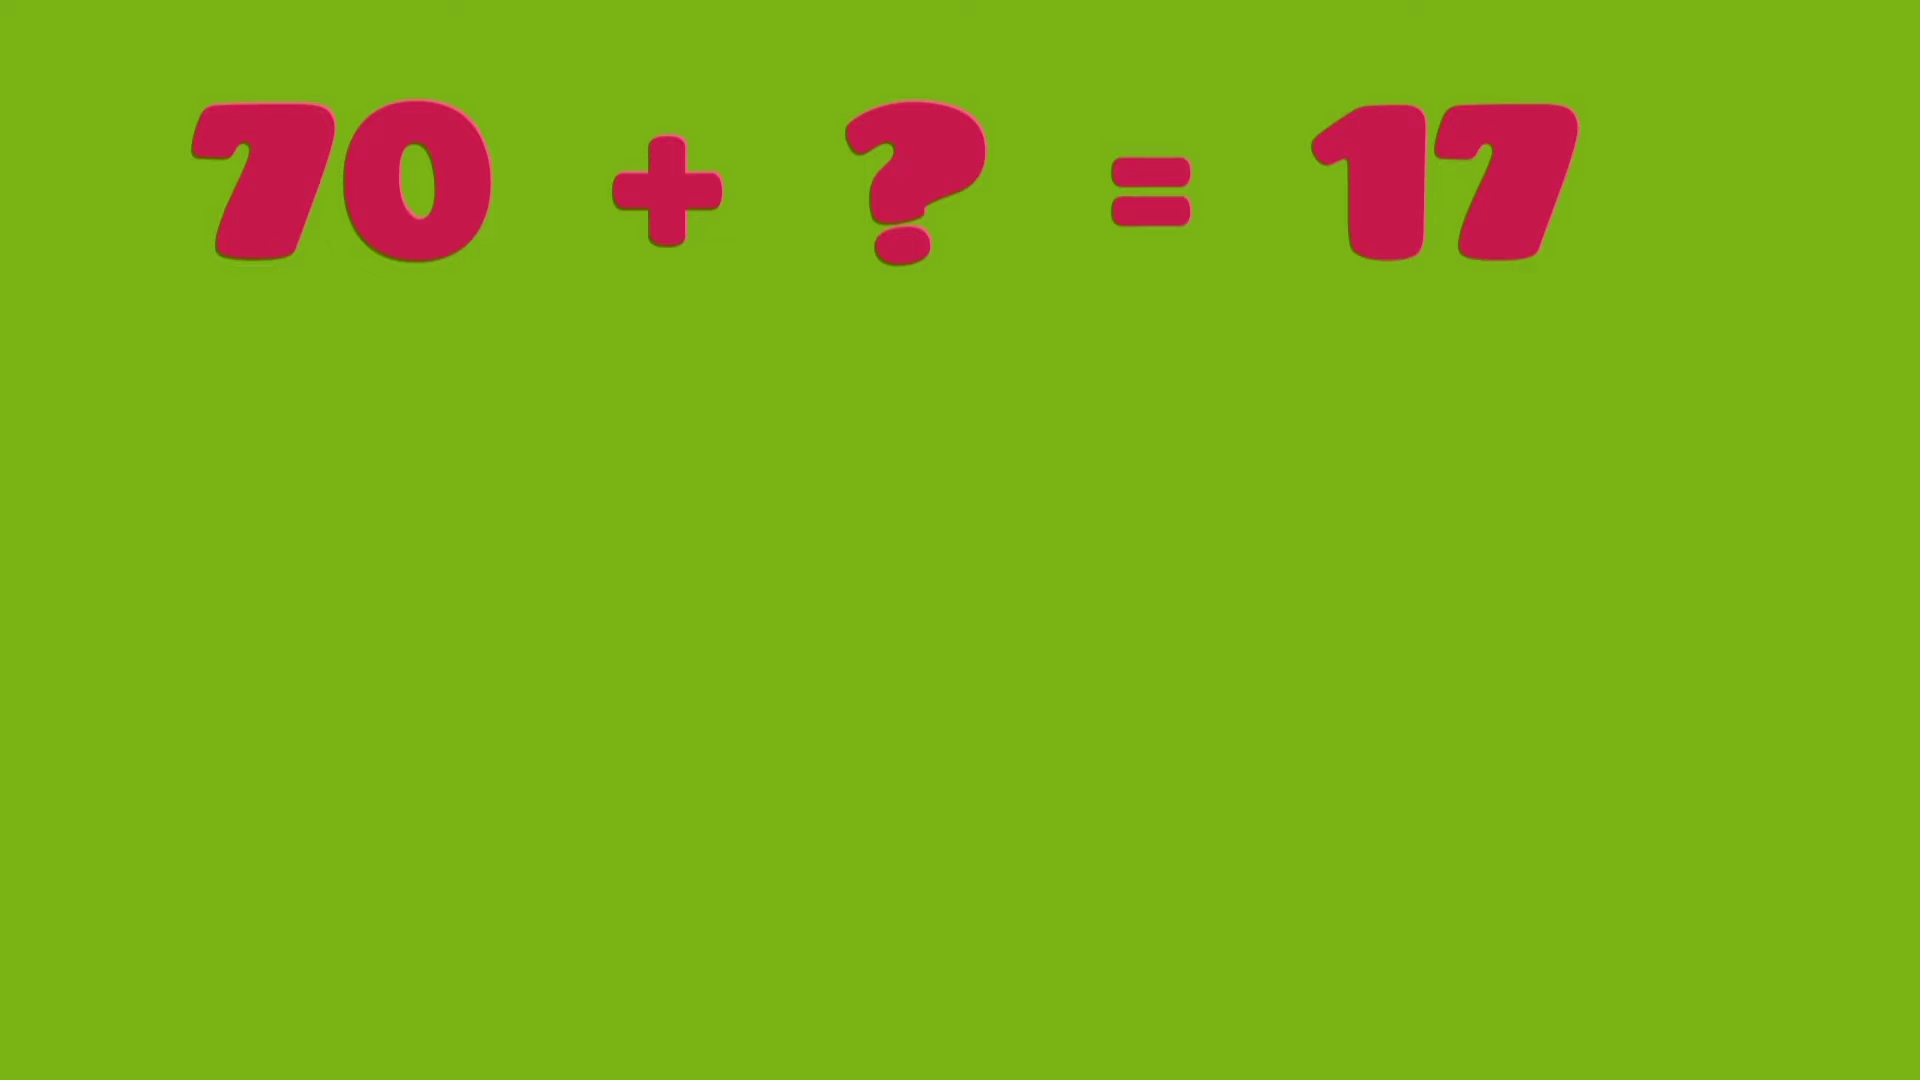 70 + ? = 17